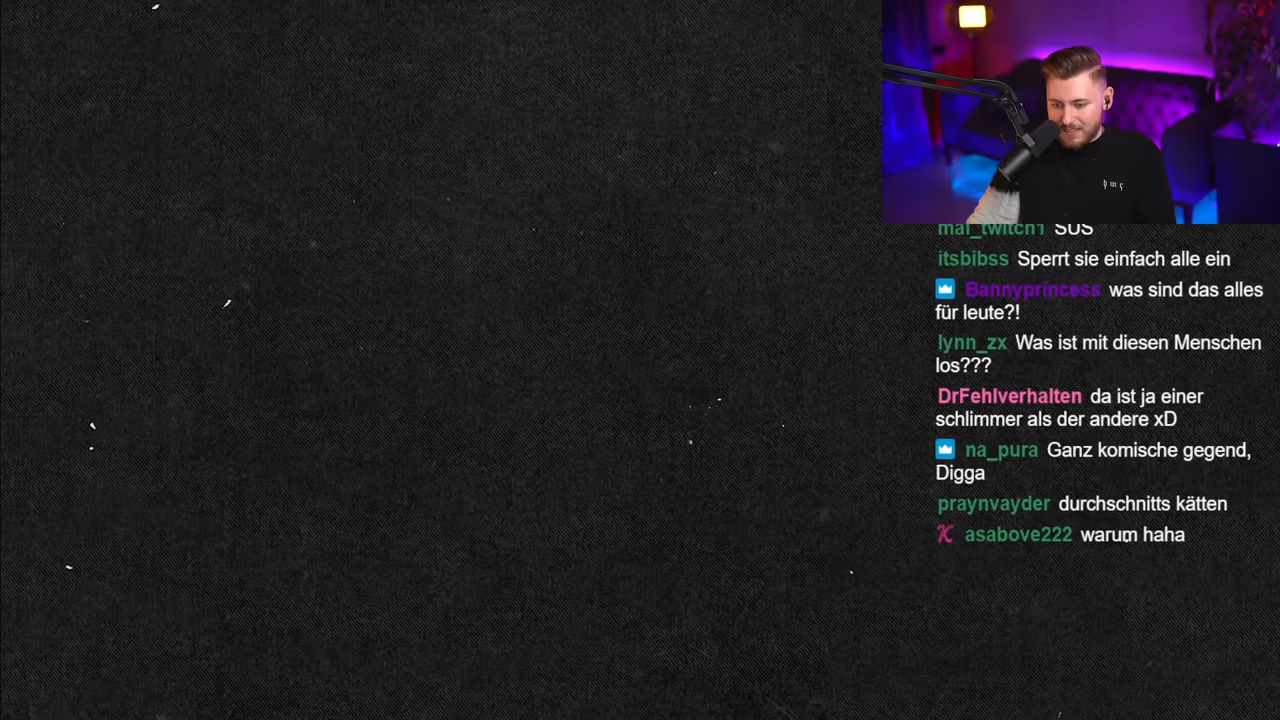 mal_twitch1 SUS
itsbibss Sperrt sie einfach alle ein
Bannyprincess was sind das alles
für leute?!
lynn_zx Was ist mit diesen Menschen
los???
DrFehlverhalten da ist ja einer
schlimmer als der andere xD
na_pura Ganz komische gegend,
Digga
praynvayder durchschnitts kätten
asabove222 warum haha